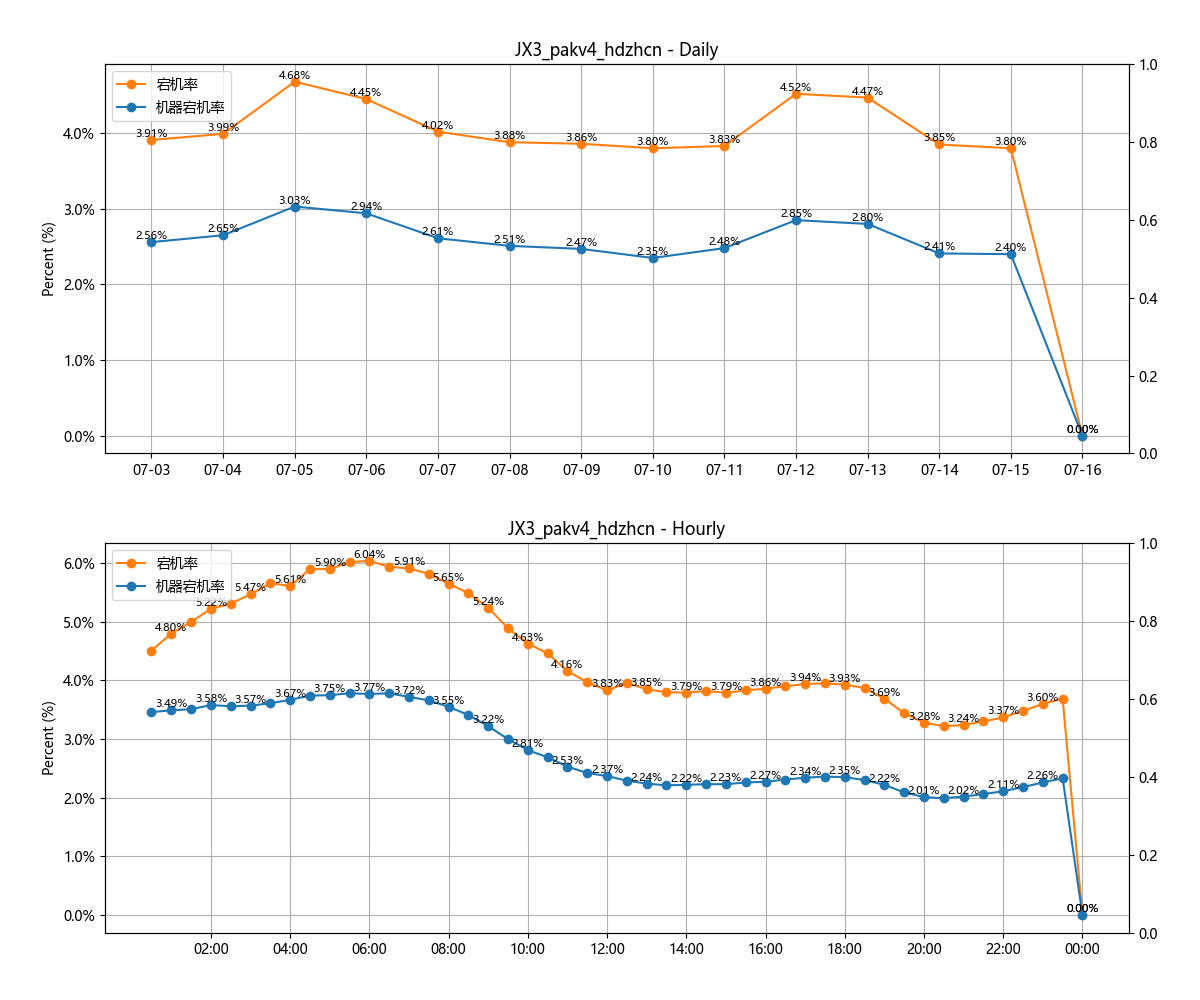 JX3_pakv4_hdzhcn - Daily
宕机率
机器宕机率
Percent (%)
4.0%
3.0%
2.0%
1.0%
0.0%
1.0
0.8
0.6
0.4
0.2
0.0
3.91% 3.99% 4.68% 4.45% 4.02% 3.88% 3.86% 3.80% 3.83% 4.52% 4.47% 3.85% 3.80% 0.00%
2.56% 2.65% 3.03% 2.94% 2.61% 2.51% 2.47% 2.35% 2.48% 2.85% 2.80% 2.41% 2.40% 0.00%
07-03 07-04 07-05 07-06 07-07 07-08 07-09 07-10 07-11 07-12 07-13 07-14 07-15 07-16
JX3_pakv4_hdzhcn - Hourly
宕机率
机器宕机率
Percent (%)
6.0%
5.0%
4.0%
3.0%
2.0%
1.0%
0.0%
1.0
0.8
0.6
0.4
0.2
0.0
4.80% 5.22% 5.47% 5.61% 5.90% 6.04% 5.91% 5.65% 5.24% 4.63% 4.16% 3.83% 3.85% 3.79% 3.79% 3.86% 3.94% 3.93% 3.69% 3.28% 3.24% 3.37% 3.60% 0.00%
3.49% 3.58% 3.57% 3.67% 3.75% 3.77% 3.72% 3.55% 3.22% 2.81% 2.53% 2.37% 2.24% 2.22% 2.23% 2.27% 2.34% 2.35% 2.22% 2.01% 2.02% 2.11% 2.26% 0.00%
02:00 04:00 06:00 08:00 10:00 12:00 14:00 16:00 18:00 20:00 22:00 00:00